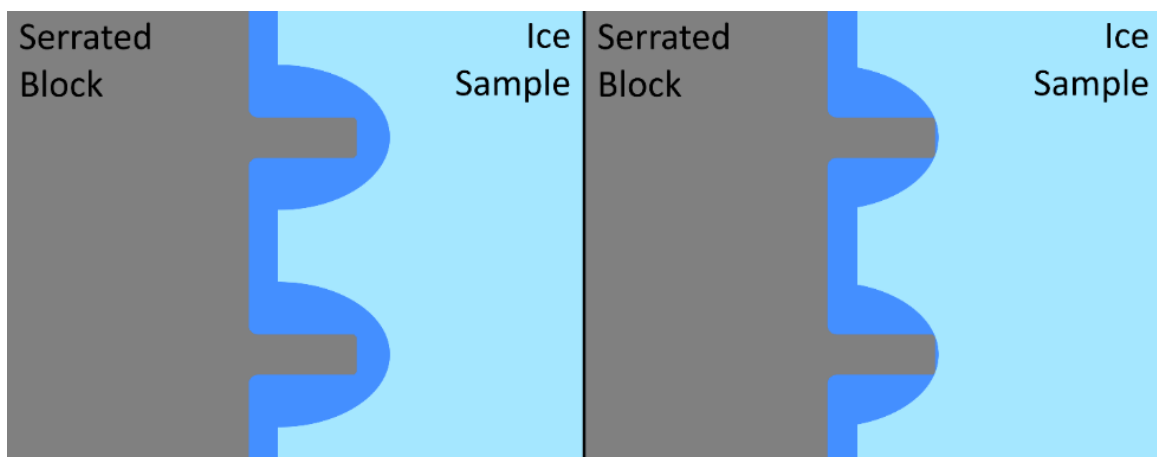 Serrated
Block
Ice
Sample
Serrated
Block
Ice
Sample